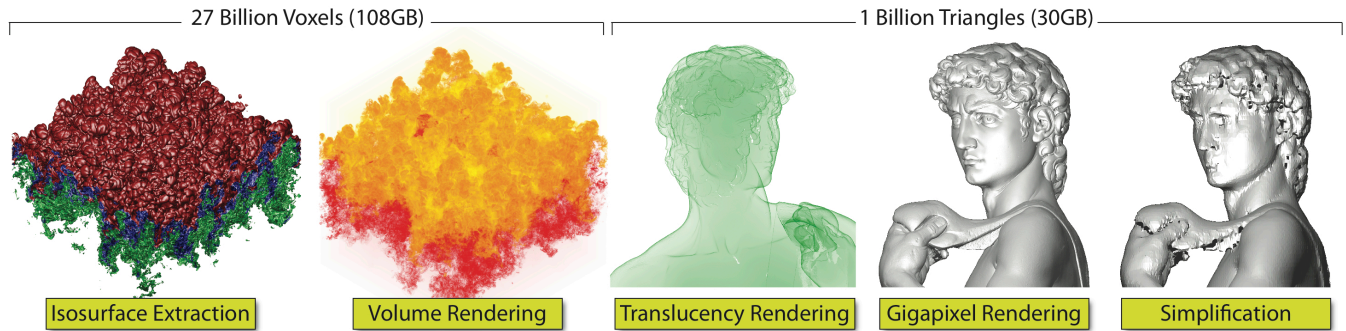 27 Billion Voxels (108GB)
1 Billion Triangles (30GB)
Isosurface Extraction
Volume Rendering
Translucency Rendering
Gigapixel Rendering
Simplification